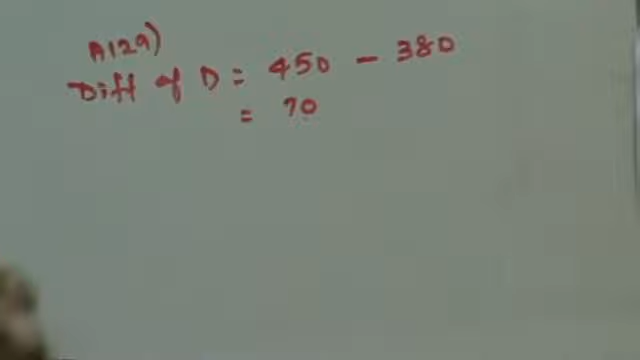 A129)
Diff of D = 450 - 380
= 70